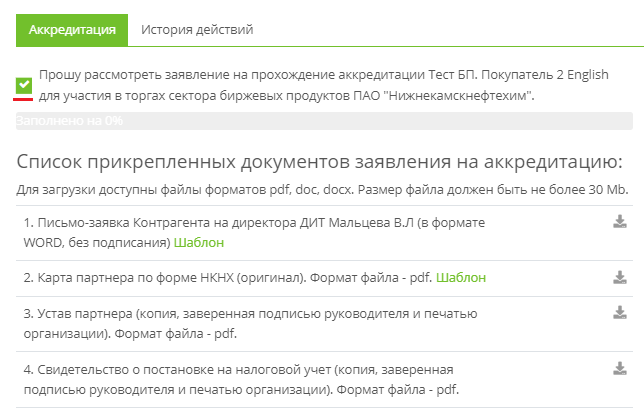 Аккредитация
История действий
Прошу рассмотреть заявление на прохождение аккредитации Тест БП. Покупатель 2 English
для участия в торгах сектора биржевых продуктов ПАО "Нижнекамскнефтехим".
Заполнено на 0%
Список прикрепленных документов заявления на аккредитацию:
Для загрузки доступны файлы форматов pdf, doc, docx. Размер файла должен быть не более 30 Mb.
1. Письмо-заявка Контрагента на директора ДИТ Мальцева В.Л (в формате
WORD, без подписания) Шаблон
2. Карта партнера по форме НКНХ (оригинал). Формат файла - pdf. Шаблон
3. Устав партнера (копия, заверенная подписью руководителя и печатью
организации). Формат файла - pdf.
4. Свидетельство о постановке на налоговой учет (копия, заверенная
подписью руководителя и печатью организации). Формат файла - pdf.